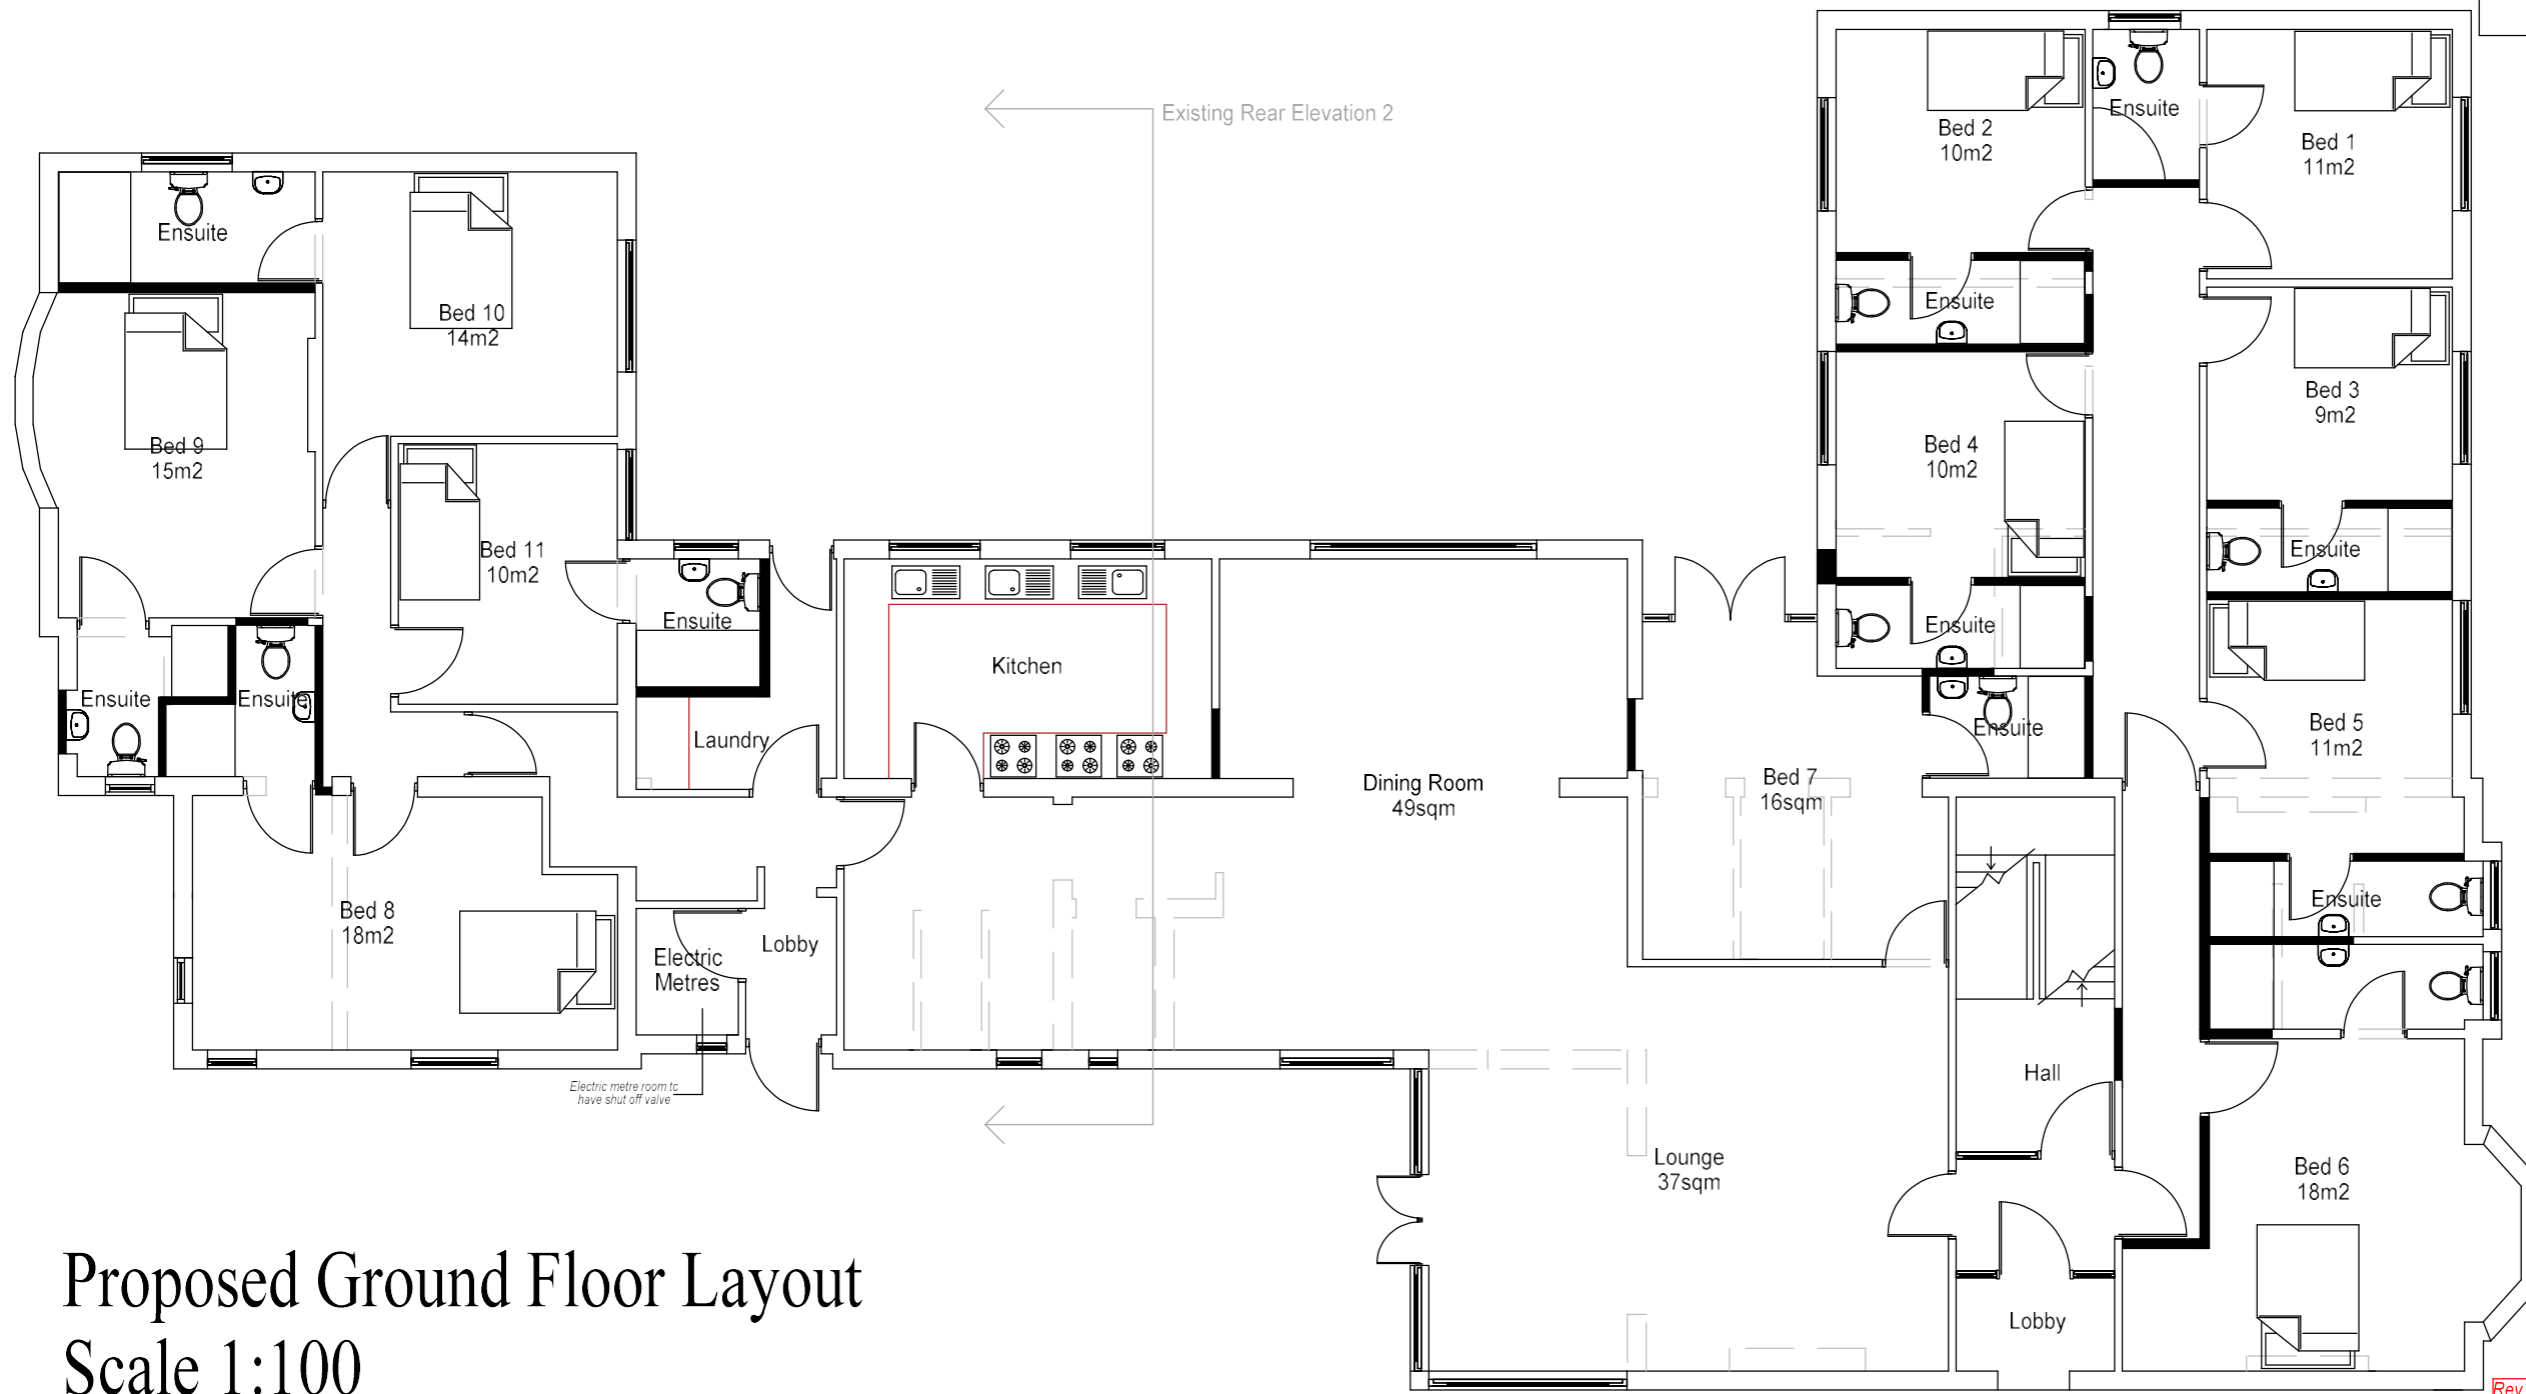 Existing Rear Elevation 2
Ensuite
Bed 2
10m2
Bed 1
11m2
Ensuite
Bed 10
14m2
Ensuite
Bed 3
9m2
Bed 9
15m2
Bed 4
10m2
Bed 11
10m2
Ensuite
Ensuite
Ensuite
Kitchen
Ensuite
Ensuite
Ensuite
Laundry
Ensuite
Bed 5
11m2
Dining Room
49sqm
Bed 7
16sqm
Bed 8
18m2
Ensuite
Lobby
Electric
Metres
Electric metre room to
have shut off valve
Hall
Lounge
37sqm
Bed 6
18m2
Lobby
Proposed Ground Floor Layout
Scale 1:100
Rev